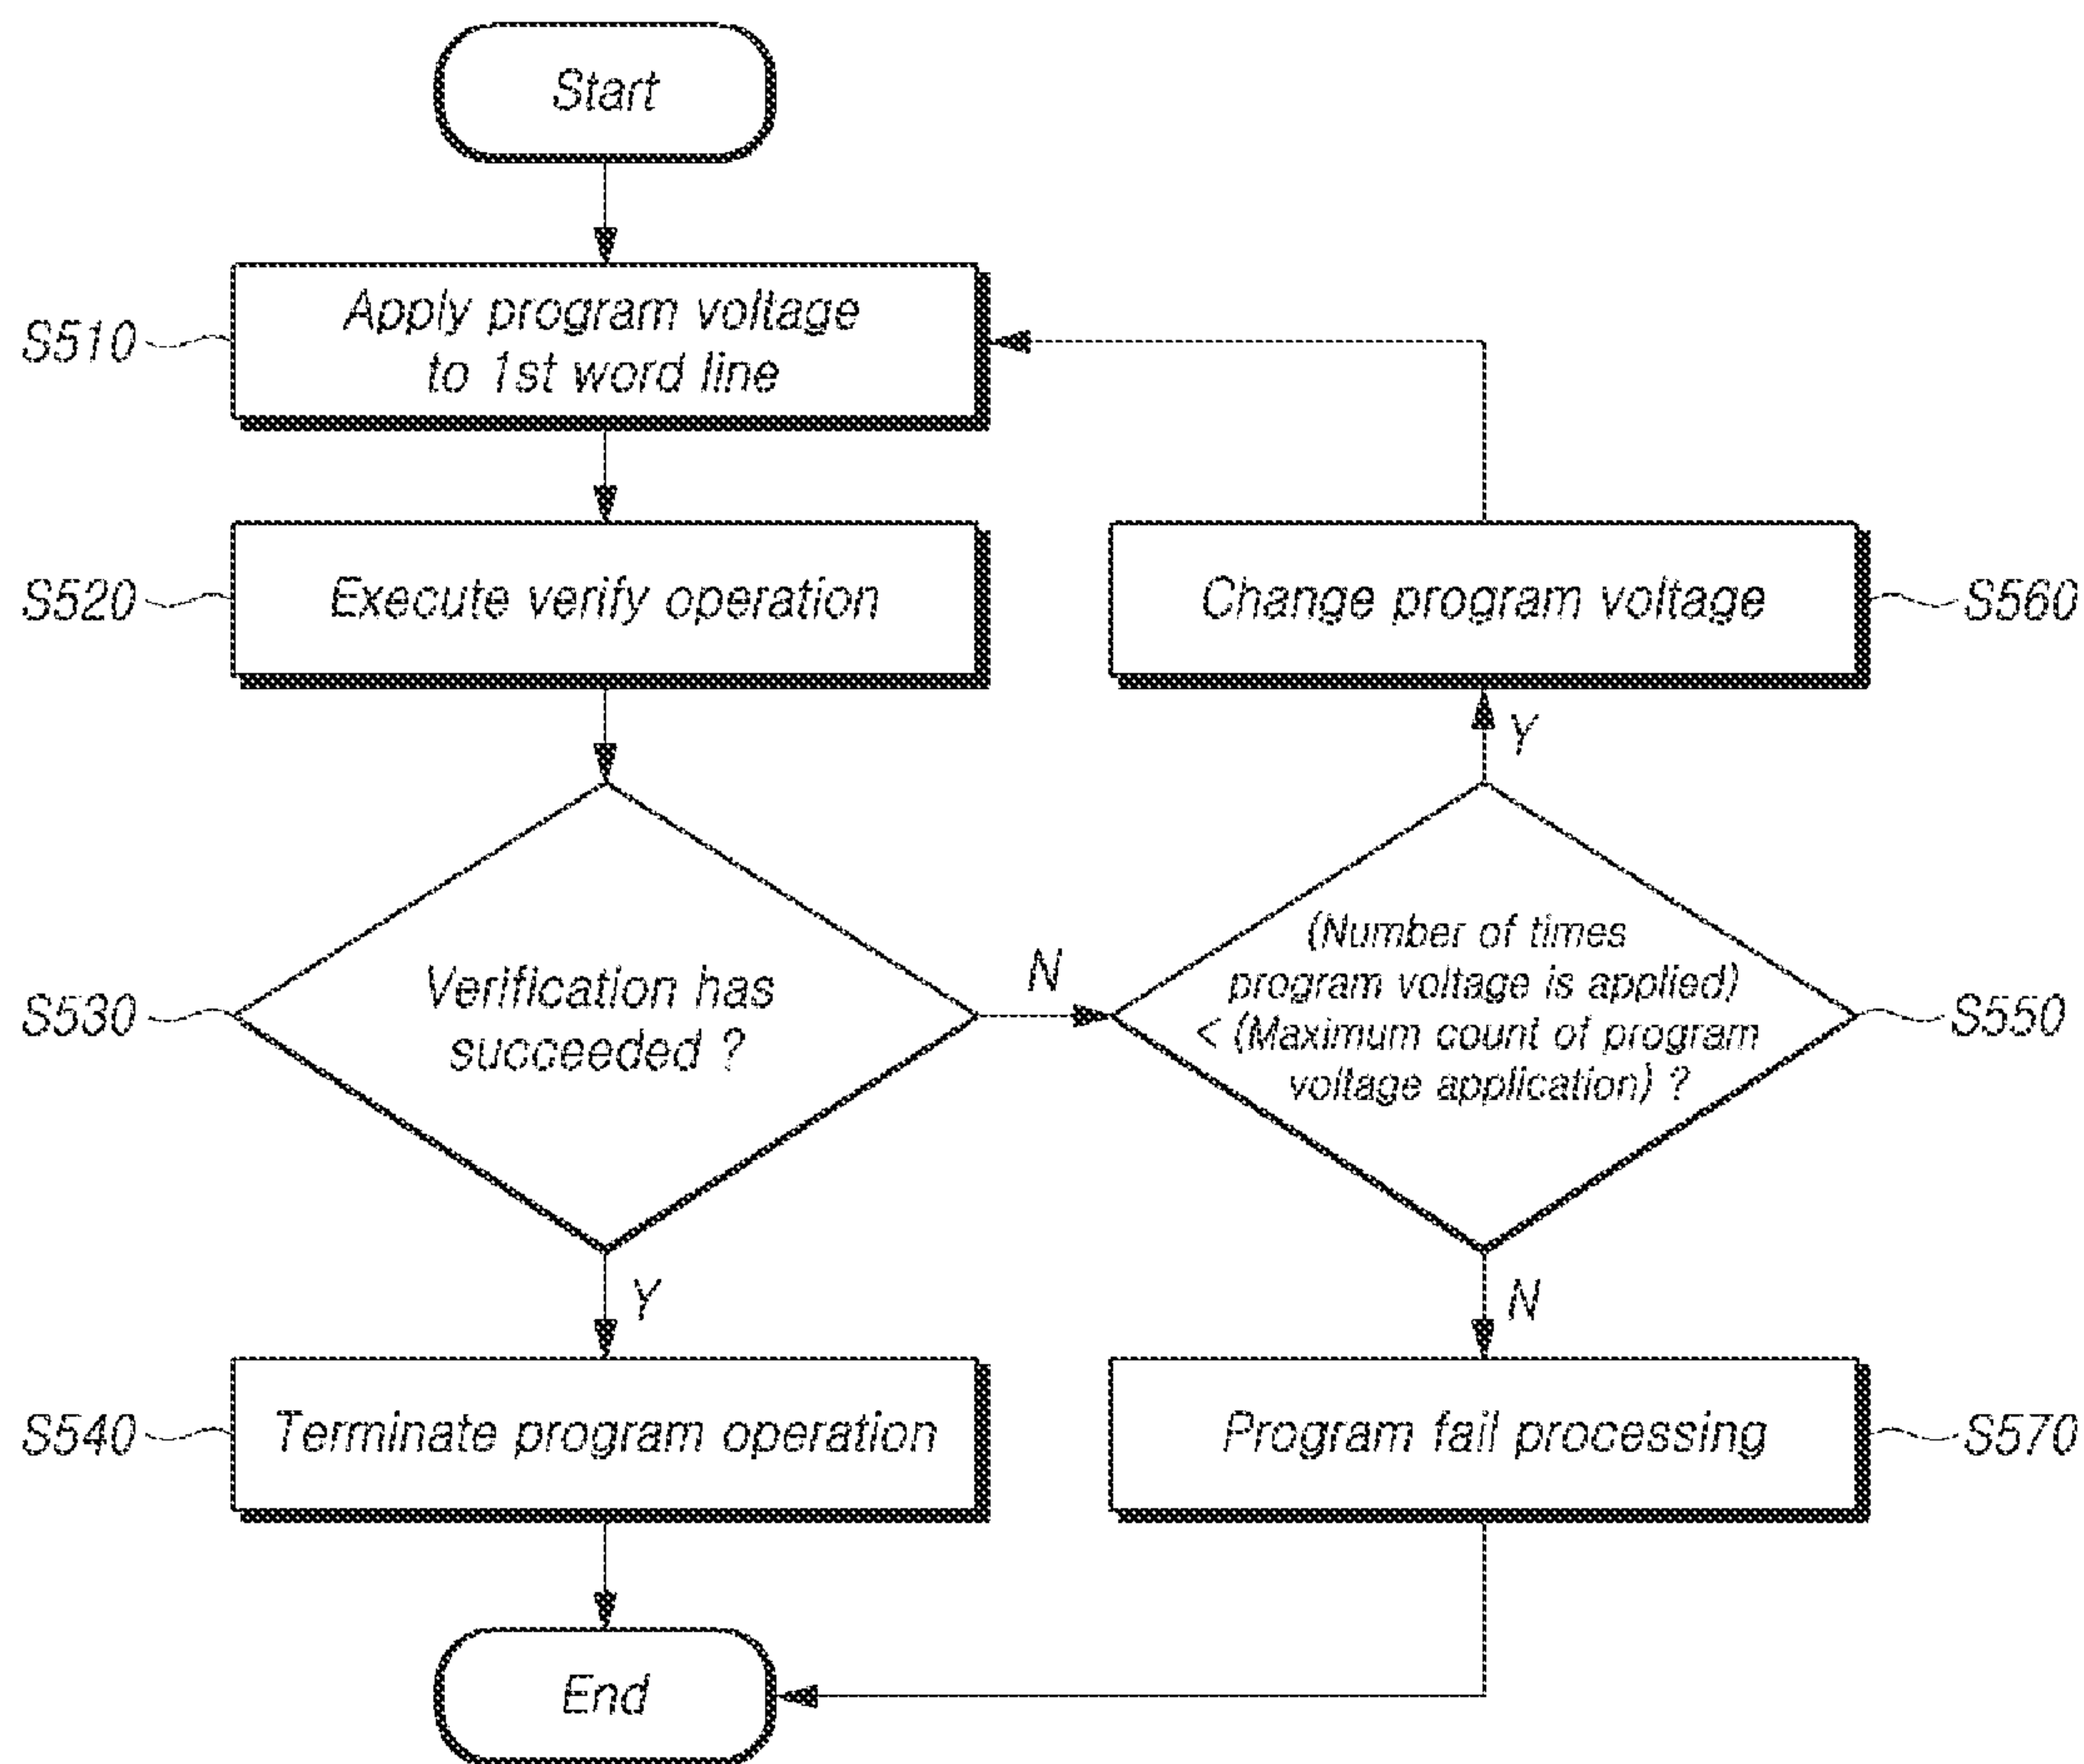 Start
S510
Apply program voltage
to 1st word line
S520
Execute verify operation
Change program voltage
S560
Y
S530
Verification has
succeeded ?
N
(Number of times
program voltage is applied)
< (Maximum count of program
voltage application) ?
S550
Y
N
S540
Terminate program operation
Program fail processing
S570
End